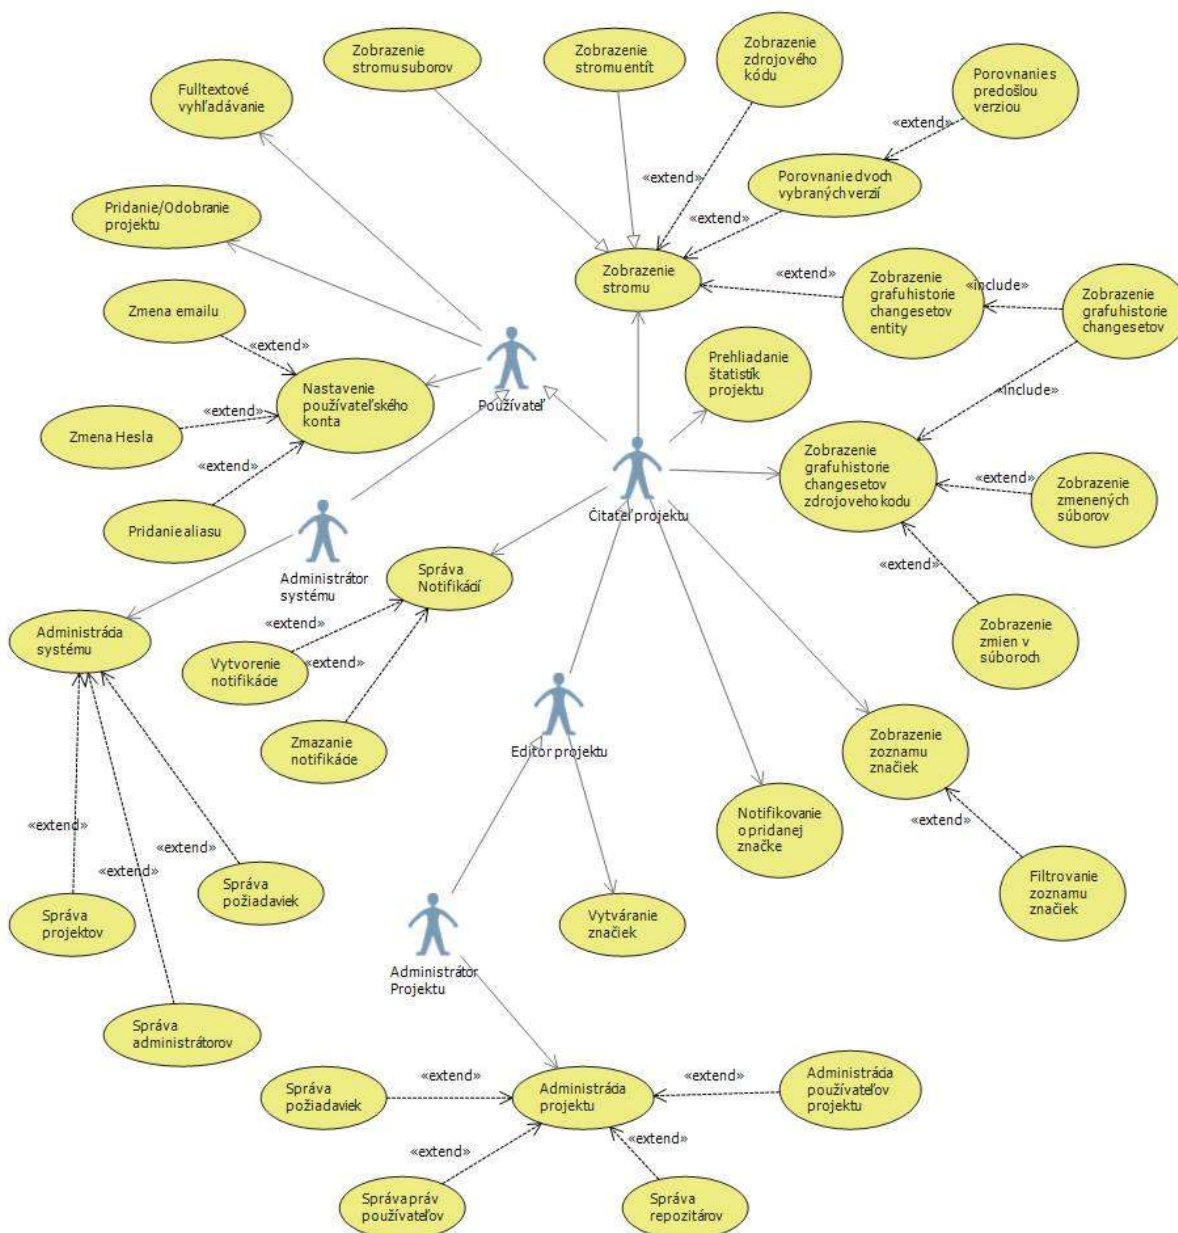 Zobrazenie
stromu suborov
Zobrazenie
stromu entít
Zobrazenie
zdrojového
kódu
Fulltextové
vyhľadávanie
Porovnanie s
predošlou
verziou
«extend»
«extend»
Porovnanie dvoch
vybraných verzií
Pridanie/Odobranie
projektu
«extend»
Zobrazenie
stromu
«extend»
Zobrazenie
grafu histórie
changesetov
entity
«include»
Zobrazenie
grafu histórie
changesetov
Zmena emailu
«extend»
Prehliadanie
štatistík
projektu
Nastavenie
používateľského
konta
Používateľ
«include»
«extend»
Zmena Hesla
«extend»
Zobrazenie
grafu histórie
changesetov
zdrojoveho kodu
«extend»
Zobrazenie
zmenených
súborov
Pridanie aliasu
Čitateľ projektu
Administrátor
systému
Správa
Notifikácií
«extend»
«extend»
Administrácia
systému
Zobrazenie
zmien v
súboroch
«extend»
Vytvorenie
notifikácie
Zmazanie
notifikácie
Editor projektu
Zobrazenie
zoznamu
značiek
Notifikovanie
o pridanej
značke
«extend»
«extend»
«extend»
«extend»
Správa
požiadaviek
Filtrovanie
zoznamu
značiek
Správa
projektov
Vytváranie
značiek
Administrátor
Projektu
Správa
administrátorov
Správa
požiadaviek
«extend»
Administrácia
projektu
«extend»
Administrácia
používateľov
projektu
«extend»
«extend»
Správa práv
používateľov
Správa
repozitárov